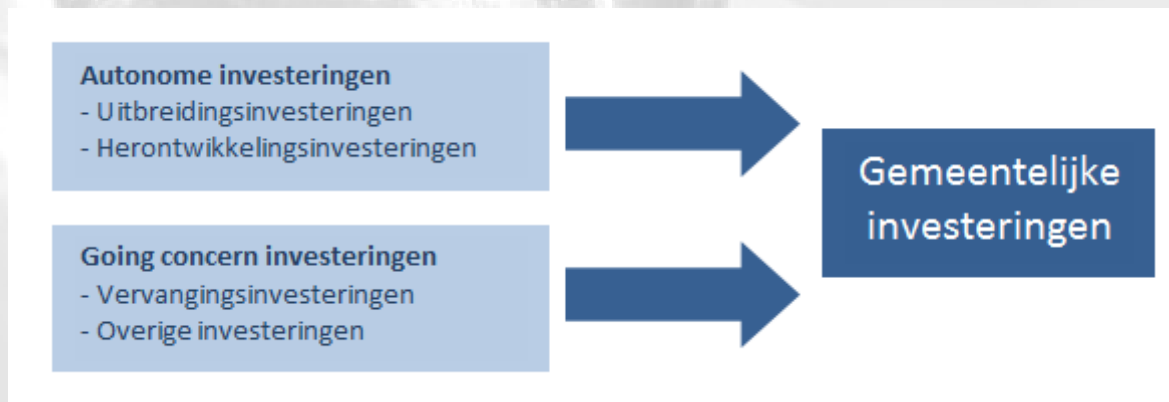 Autonome investeringen
- Uitbreidingsinvesteringen
- Herontwikkelingsinvesteringen
Going concern investeringen
- Vervangingsinvesteringen
- Overige investeringen
Gemeentelijke
investeringen